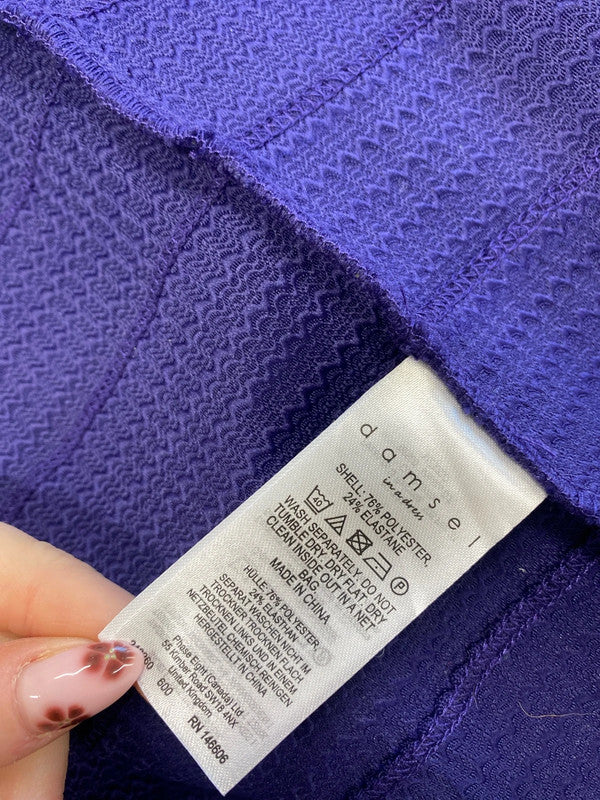 damsel
in a dress
SHELL: 76% POLYESTER,
24% ELASTANE
40 P
WASH SEPARATELY. DO NOT
TUMBLE DRY. DRY FLAT. DRY
CLEAN INSIDE OUT IN A NET
BAG
MADE IN CHINA
HÜLLE: 76% POLYESTER,
24% ELASTHAN
SEPARAT WASCHEN. NICHT IM
TROCKNER TROCKNEN. FLACH
TROCKNEN. LINKS UND IN EINEM
NETZBEUTEL CHEMISCH REINIGEN
HERGESTELLT IN CHINA
Phase Eight (Canada) Ltd
55 Kimber Road SW18 4NX
United Kingdom
600
RN 146606